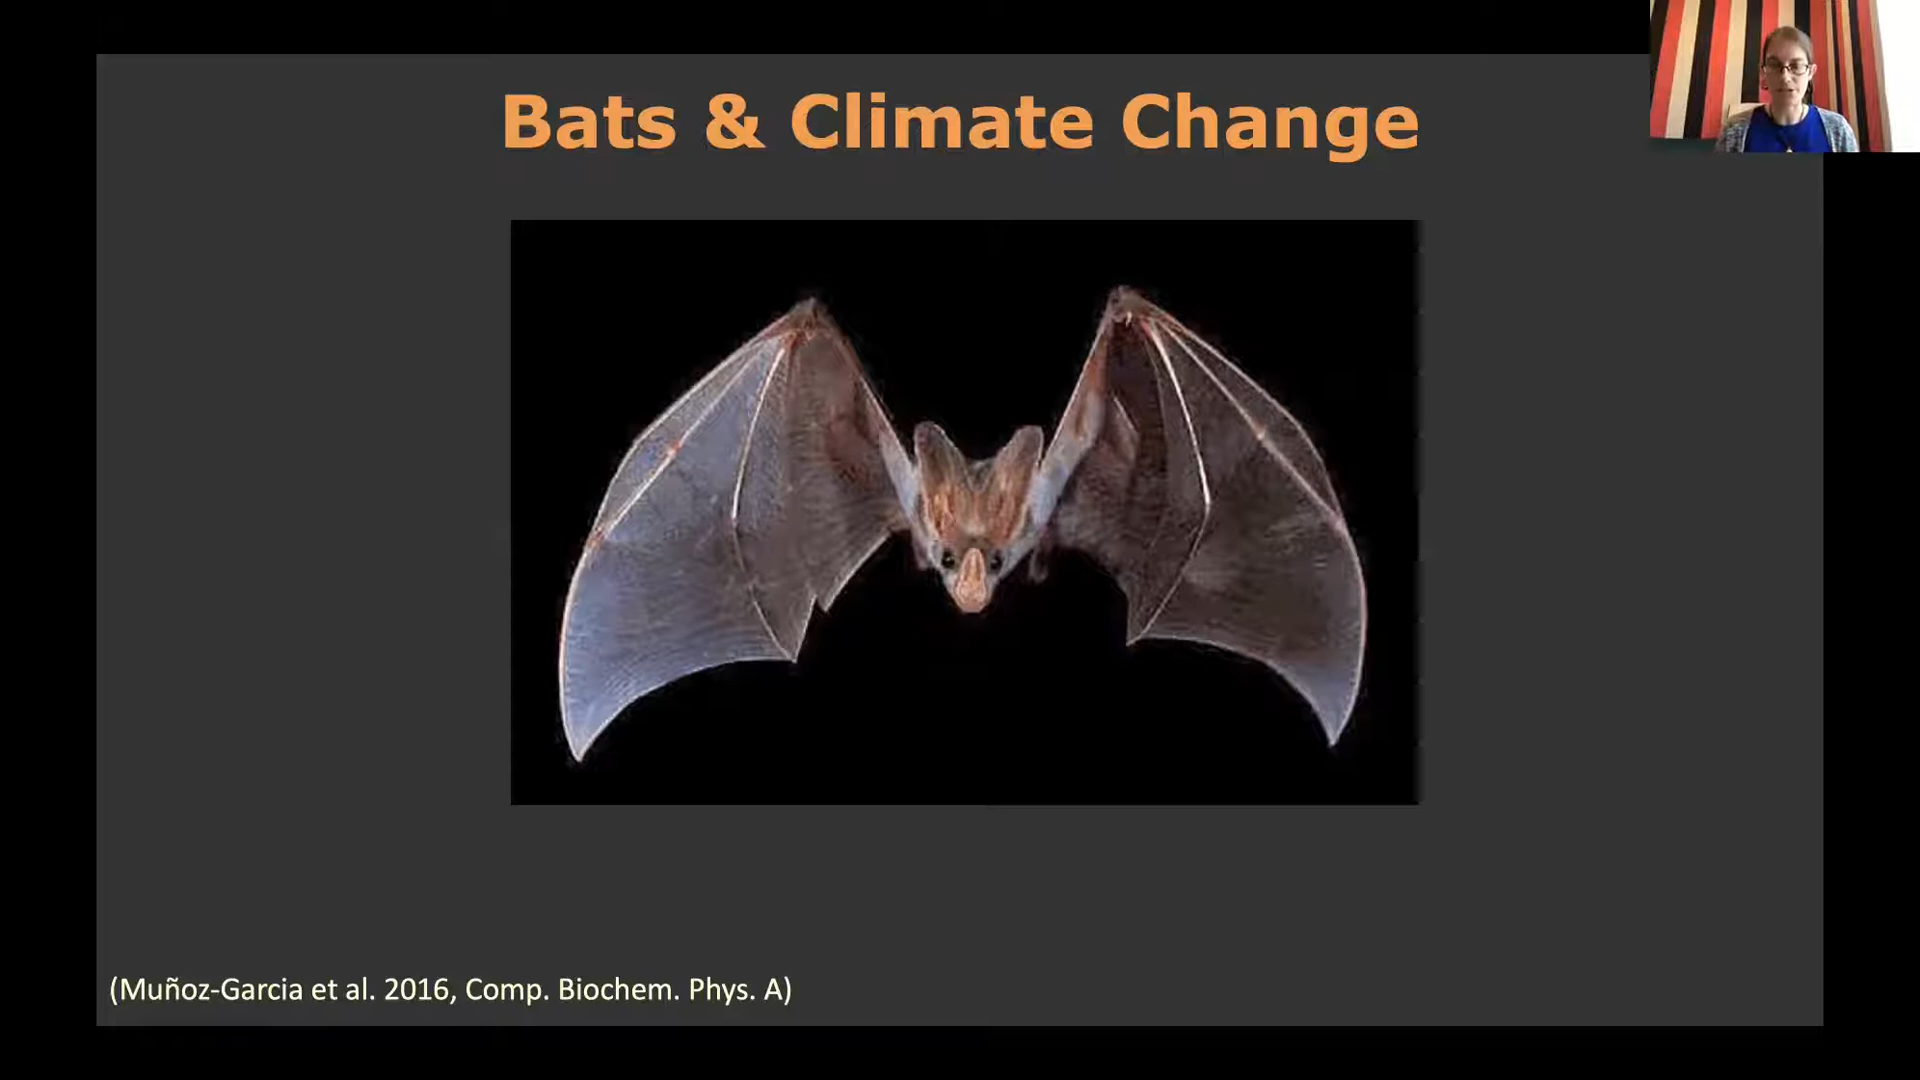 Bats & Climate Change
(Muñoz-Garcia et al. 2016, Comp. Biochem. Phys. A)